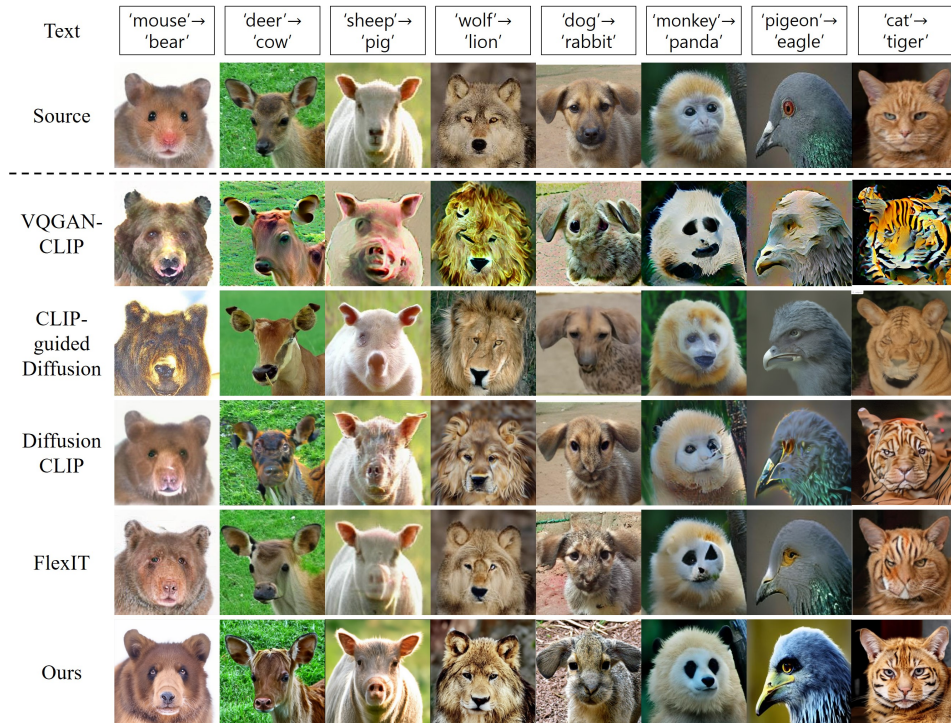 Text
'mouse'→
'bear'
'deer'→
'cow'
'sheep'→
'pig'
'wolf'→
'lion'
'dog'→
'rabbit'
'monkey'→
'panda'
'pigeon'→
'eagle'
'cat'→
'tiger'
Source
VQGAN-
CLIP
CLIP-
guided
Diffusion
Diffusion
CLIP
FlexIT
Ours